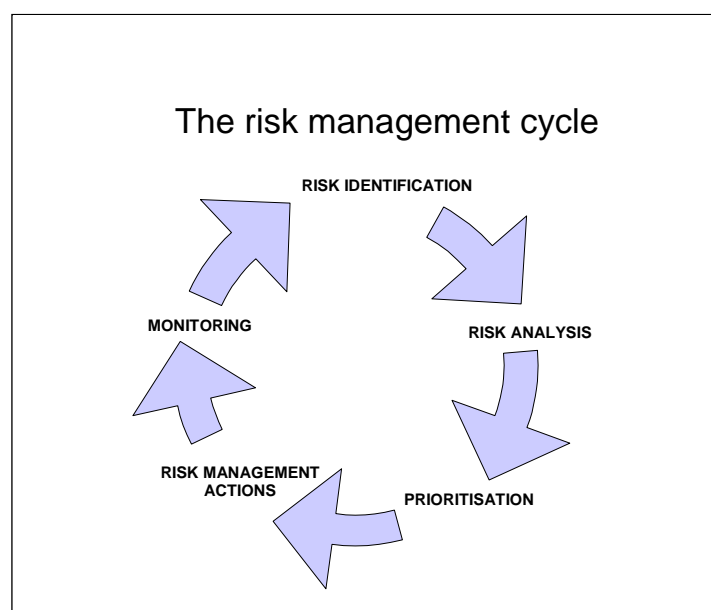 The risk management cycle
RISK IDENTIFICATION
RISK ANALYSIS
PRIORITISATION
RISK MANAGEMENT
ACTIONS
MONITORING